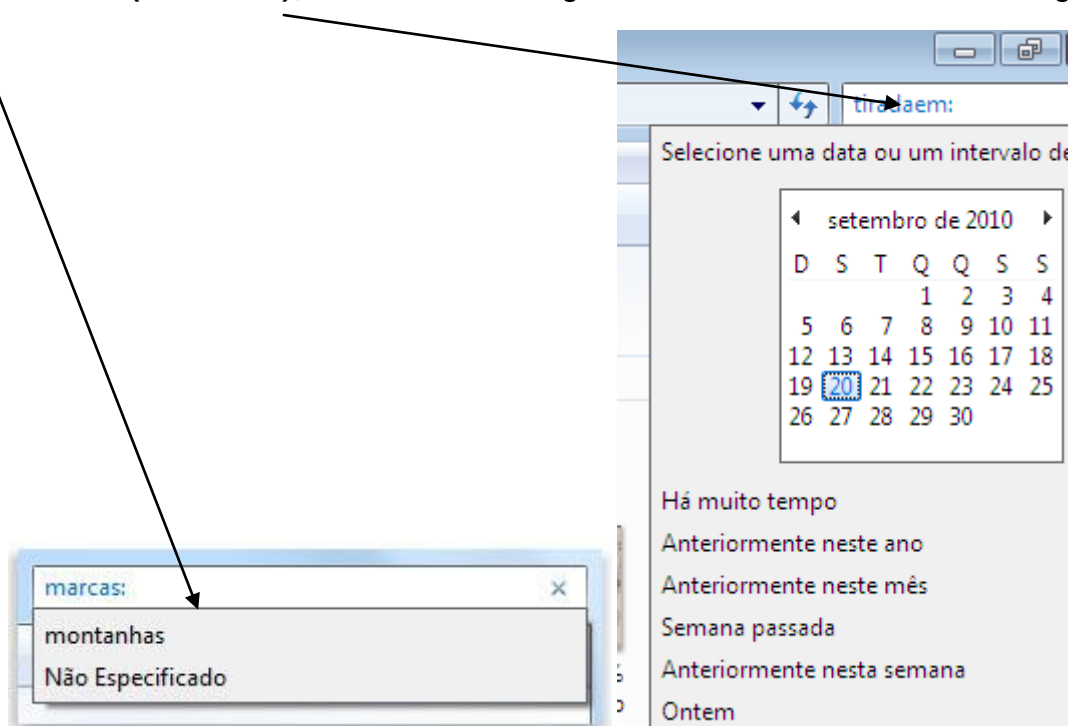 tiradaem:
Selecione uma data ou um intervalo de
setembro de 2010
D S T Q Q S S
1 2 3 4
5 6 7 8 9 10 11
12 13 14 15 16 17 18
19 20 21 22 23 24 25
26 27 28 29 30
Há muito tempo
Anteriormente neste ano
Anteriormente neste mês
Semana passada
Anteriormente nesta semana
Ontem
marcas:
montanhas
Não Especificado